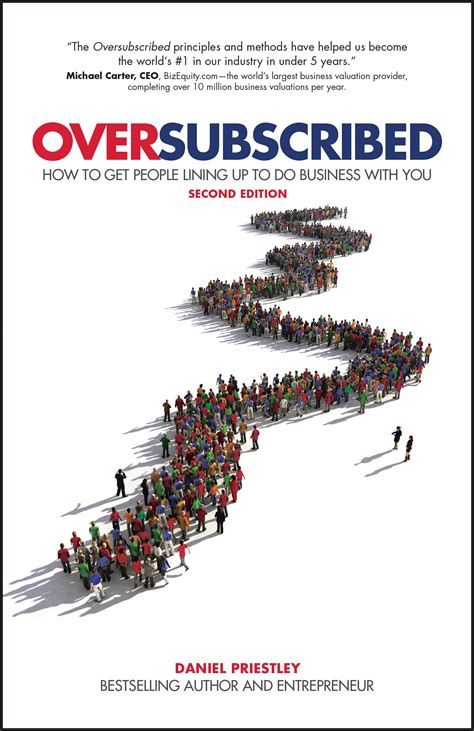 “The Oversubscribed principles and methods have helped us become
the world’s #1 in our industry in under 5 years.”
Michael Carter, CEO, BizEquity.com—the world’s largest business valuation provider,
completing over 10 million business valuations per year.
OVERSUBSCRIBED
HOW TO GET PEOPLE LINING UP TO DO BUSINESS WITH YOU
SECOND EDITION
DANIEL PRIESTLEY
BESTSELLING AUTHOR AND ENTREPRENEUR